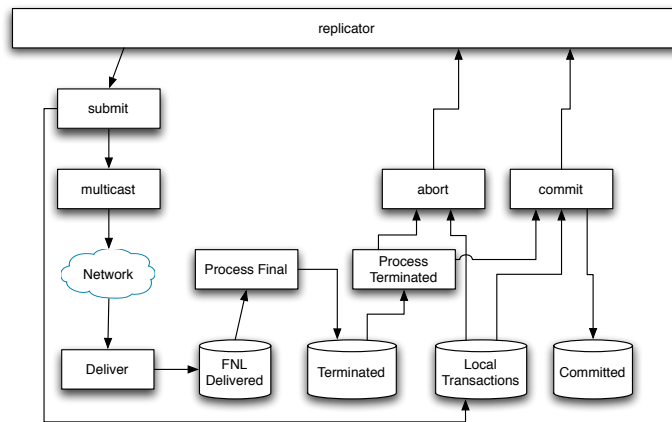 replicator
submit
multicast
abort
commit
Network
Process Final
Process
Terminated
Deliver
FNL
Delivered
Terminated
Local
Transactions
Committed